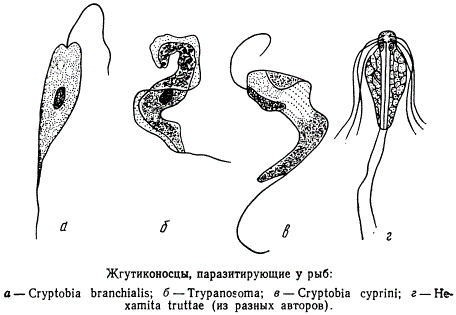 а
б
в
г
Жгутиконосцы, паразитирующие у рыб:
а — Cryptobia branchialis; б — Trypanosoma; в — Cryptobia cyprini; г — He-
xamita truttae (из разных авторов).